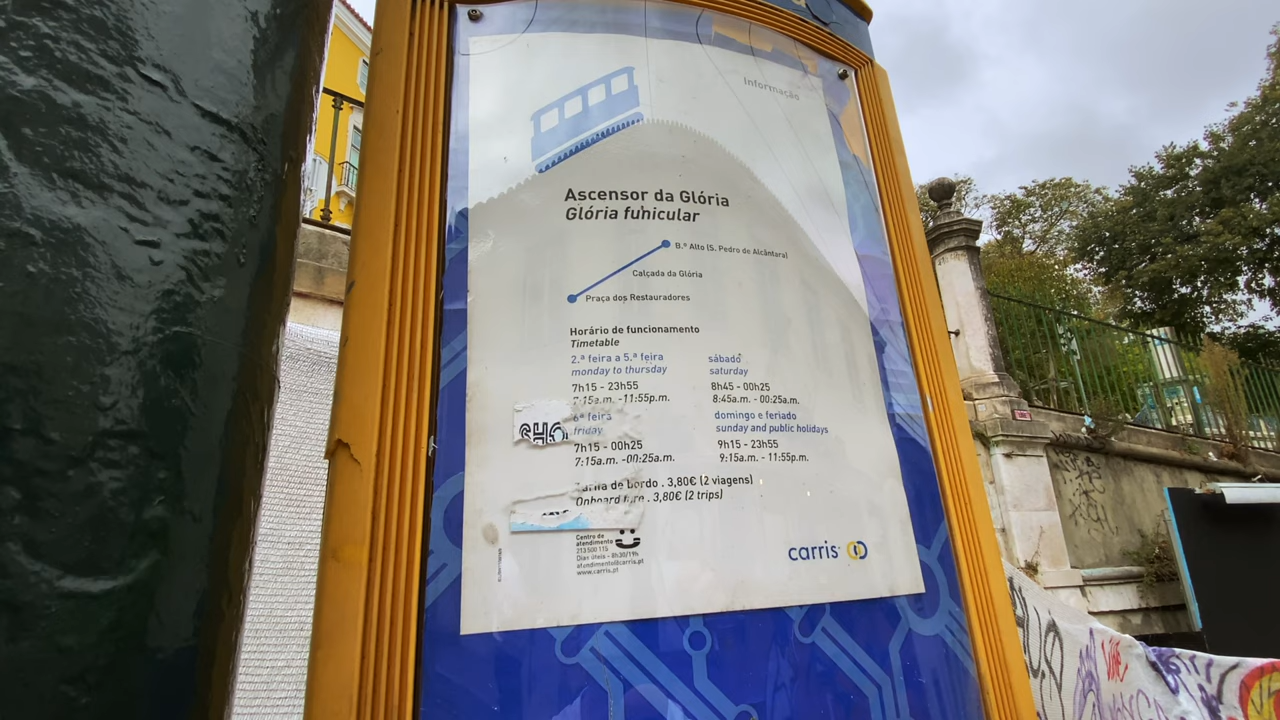 Informação
Ascensor da Glória
Glória fuhicular
B.º Alto (S. Pedro de Alcântara)
Calçada da Glória
Praça dos Restauradores
Horário de funcionamento
Timetable
2.ª feira a 5.ª feira
monday to thursday
7h15 - 23h55
7:15a.m. -11:55p.m.
sábado
saturday
8h45 - 00h25
8:45a.m. - 00:25a.m.
SHO
6ª feira
friday
7h15 - 00h25
7:15a.m. -00:25a.m.
domingo e feriado
sunday and public holidays
9h15 - 23h55
9:15a.m. - 11:55p.m.
Tarifa de bordo . 3,80€ (2 viagens)
Onboard fare . 3,80€ (2 trips)
Centro de
atendimento
213 500 115
Dias úteis - 8h30/19h
atendimento@carris.pt
www.carris.pt
carris